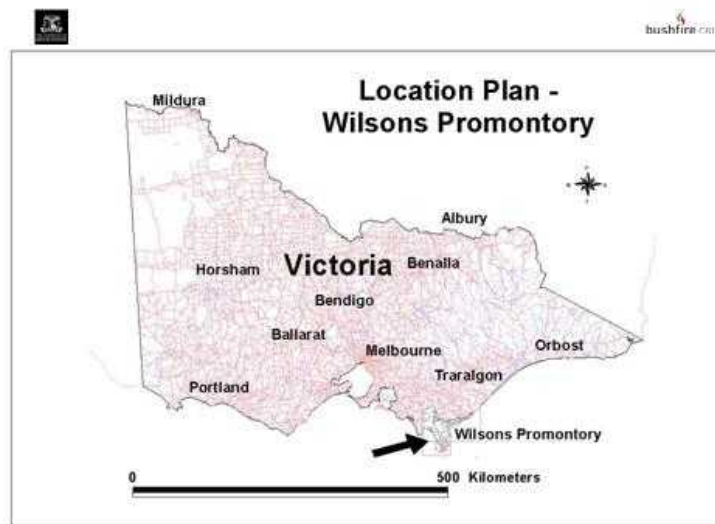 Location Plan -
Wilsons Promontory
Mildura
Albury
Horsham
Victoria
Benalla
Bendigo
Ballarat
Melbourne
Orbost
Portland
Traralgon
Wilsons Promontory
0
500 Kilometers